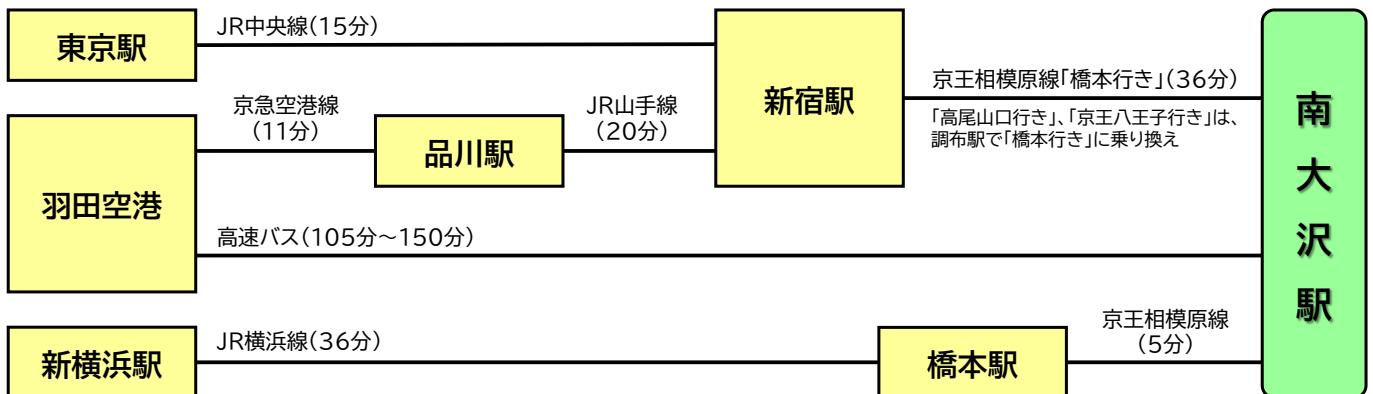 東京駅
JR中央線(15分)
新宿駅
京王相模原線「橋本行き」(36分)
「高尾山口行き」、「京王八王子行き」は、
調布駅で「橋本行き」に乗り換え
南大沢駅
羽田空港
京急空港線
(11分)
品川駅
JR山手線
(20分)
高速バス(105分～150分)
新横浜駅
JR横浜線(36分)
橋本駅
京王相模原線
(5分)